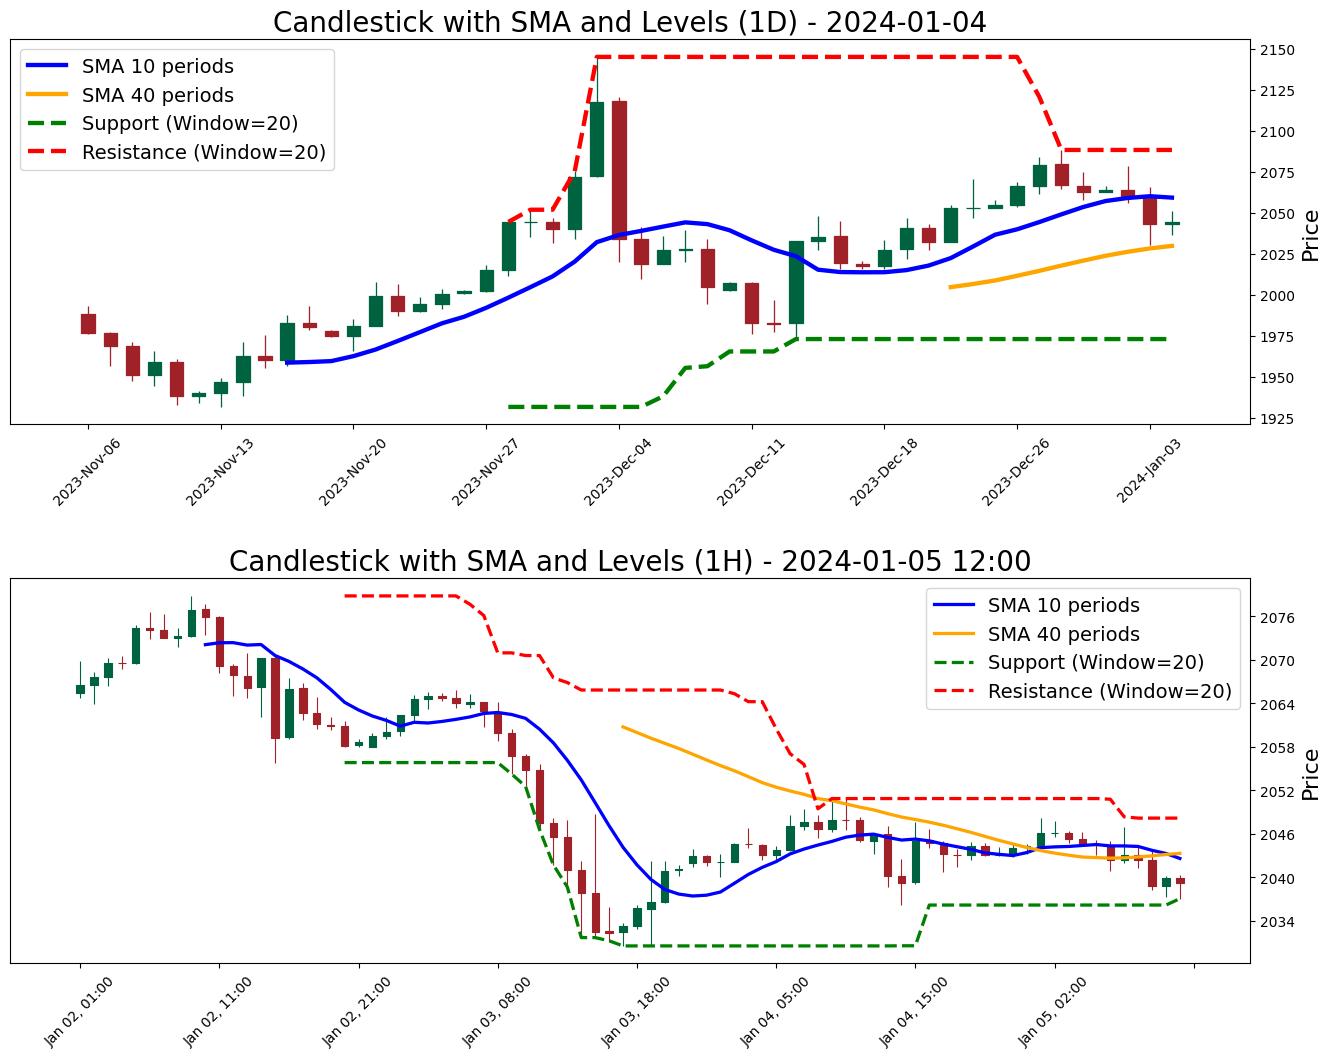 Candlestick with SMA and Levels (1D) - 2024-01-04
SMA 10 periods
SMA 40 periods
Support (Window=20)
Resistance (Window=20)
2150
2125
2100
2075
2050
2025
2000
1975
1950
1925
Price
2023-Nov-06
2023-Nov-13
2023-Nov-20
2023-Nov-27
2023-Dec-04
2023-Dec-11
2023-Dec-18
2023-Dec-26
2024-Jan-03
Candlestick with SMA and Levels (1H) - 2024-01-05 12:00
SMA 10 periods
SMA 40 periods
Support (Window=20)
Resistance (Window=20)
2076
2070
2064
2058
2052
2046
2040
2034
Price
Jan 02, 01:00
Jan 02, 11:00
Jan 02, 21:00
Jan 03, 08:00
Jan 03, 18:00
Jan 04, 05:00
Jan 04, 15:00
Jan 05, 02:00